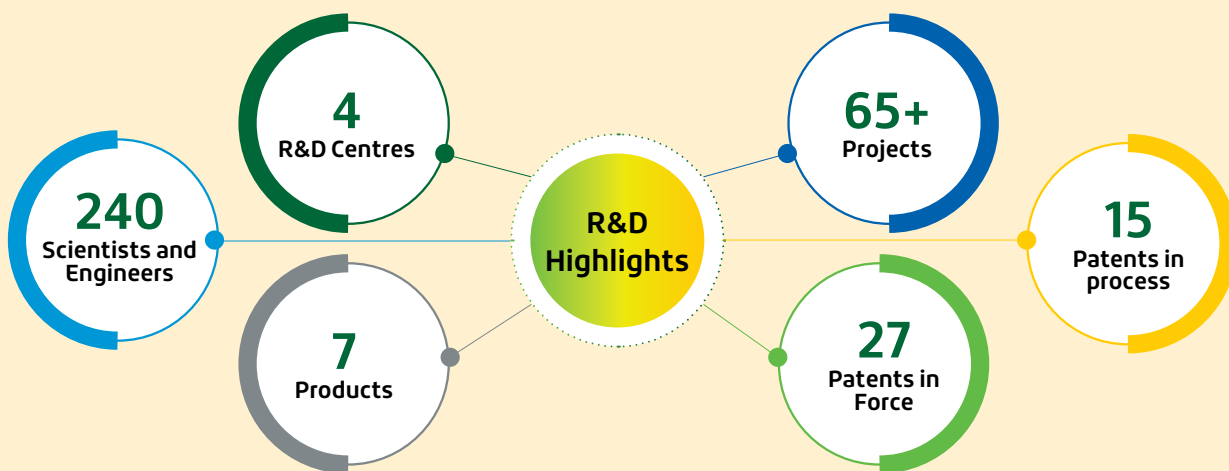 4
R&D Centres
65+
Projects
240
Scientists and
Engineers
R&D
Highlights
15
Patents in
process
7
Products
27
Patents in
Force